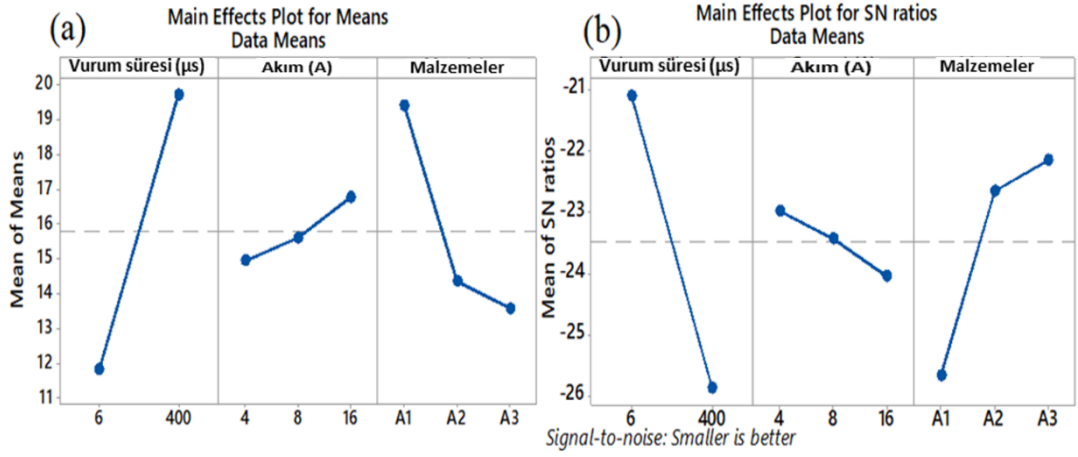 (a)
Main Effects Plot for Means
Data Means
Vurum süresi (µs) Akım (A) Malzemeler
Mean of Means
20
19
18
17
16
15
14
13
12
11
6 400 4 8 16 A1 A2 A3
(b)
Main Effects Plot for SN ratios
Data Means
Vurum süresi (µs) Akım (A) Malzemeler
Mean of SN ratios
-21
-22
-23
-24
-25
-26
6 400 4 8 16 A1 A2 A3
Signal-to-noise: Smaller is better